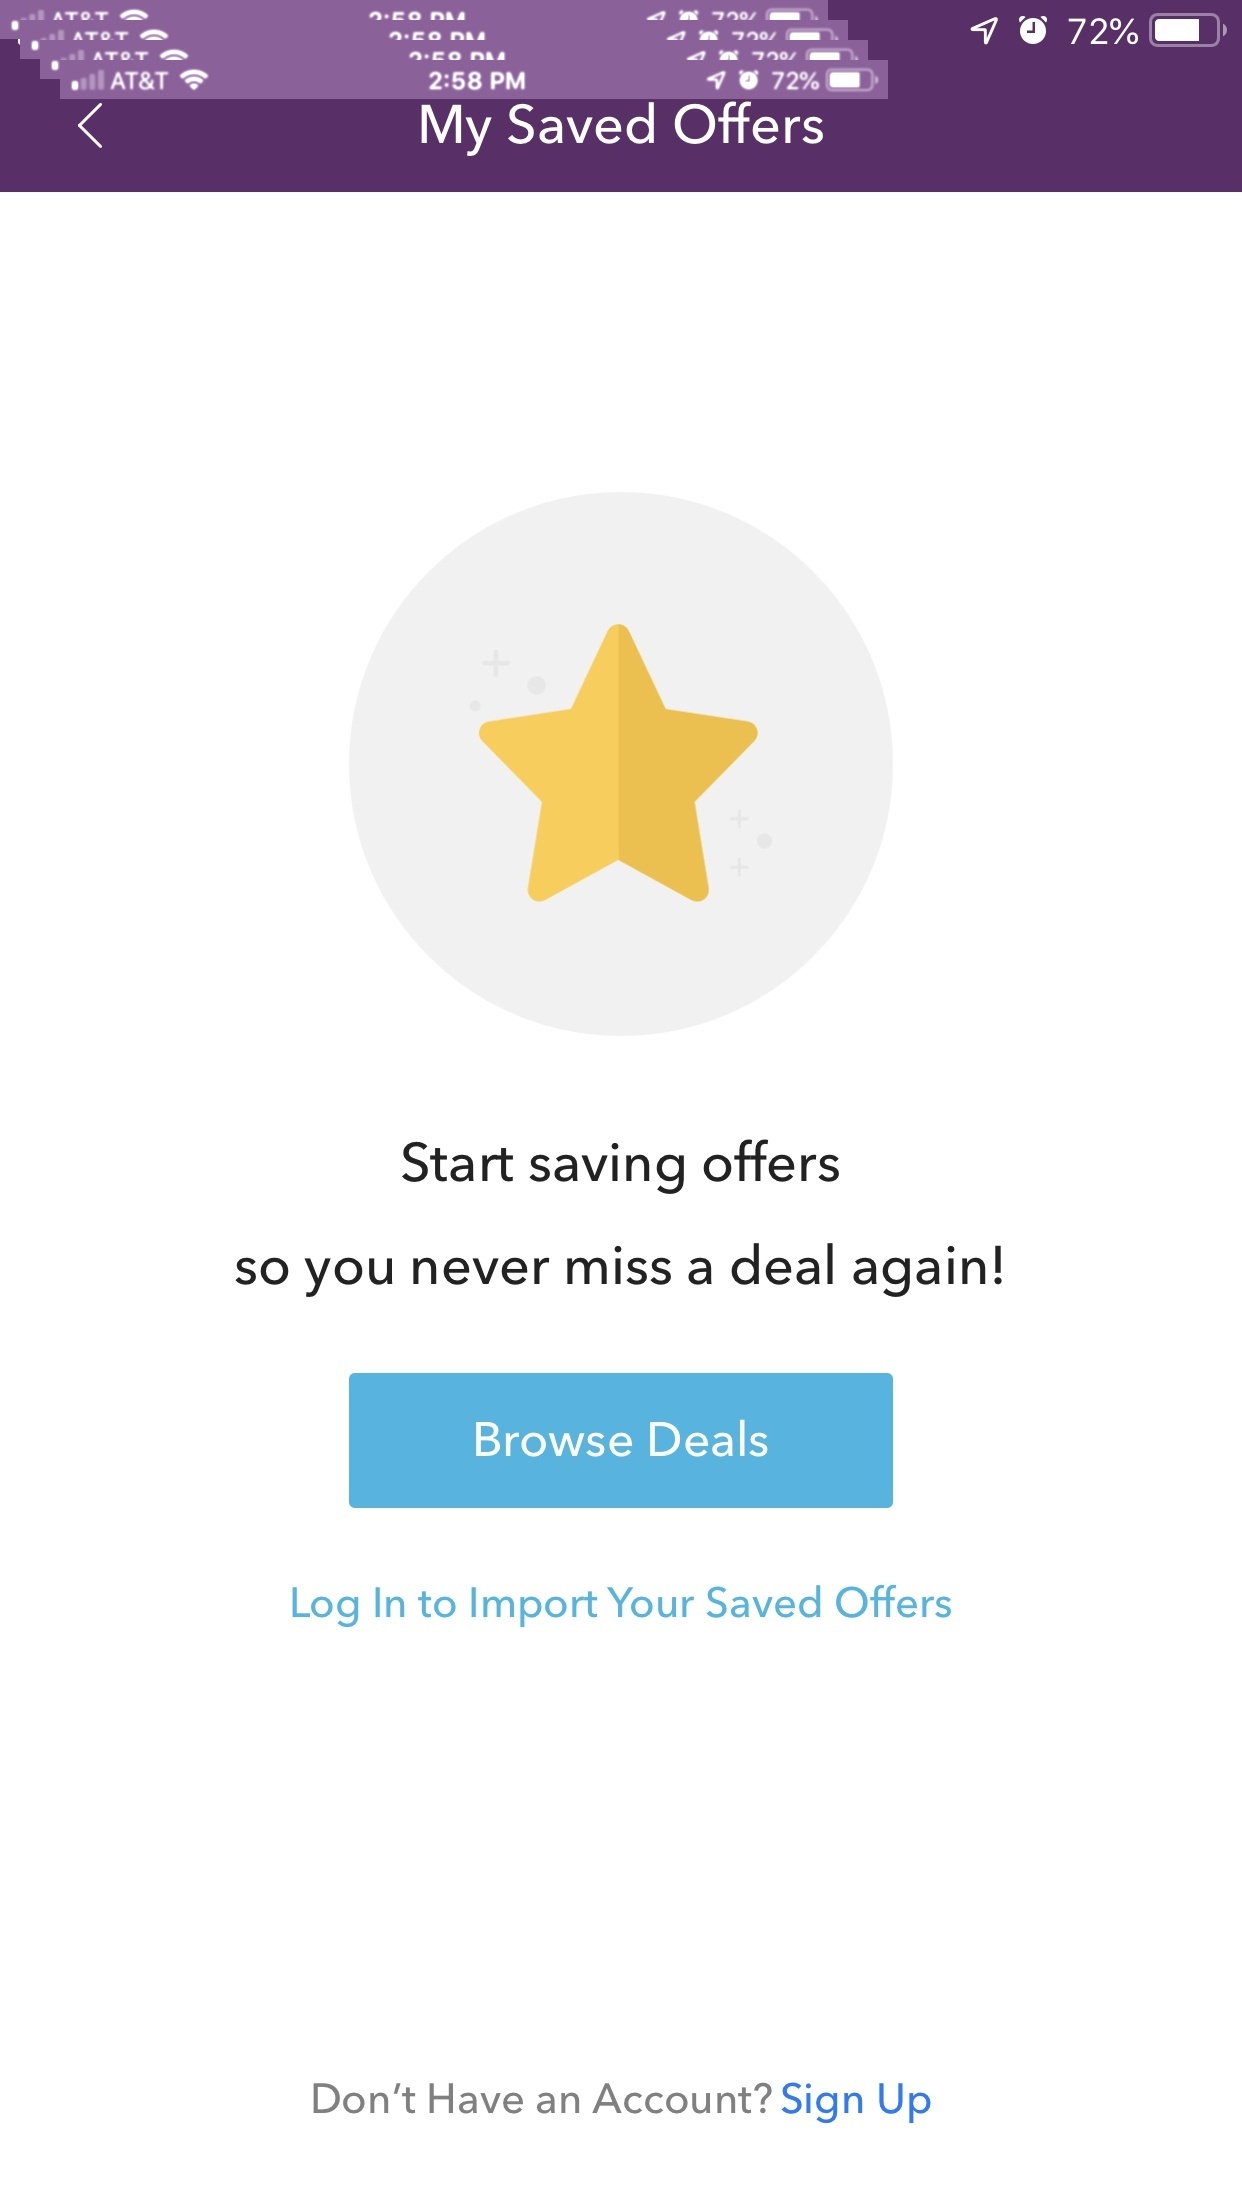 AT&T 2:58 PM 72%
AT&T 2:58 PM 72%
AT&T 2:58 PM 72%
AT&T 2:58 PM 72%
72%
My Saved Offers
Start saving offers
so you never miss a deal again!
Browse Deals
Log In to Import Your Saved Offers
Don't Have an Account? Sign Up